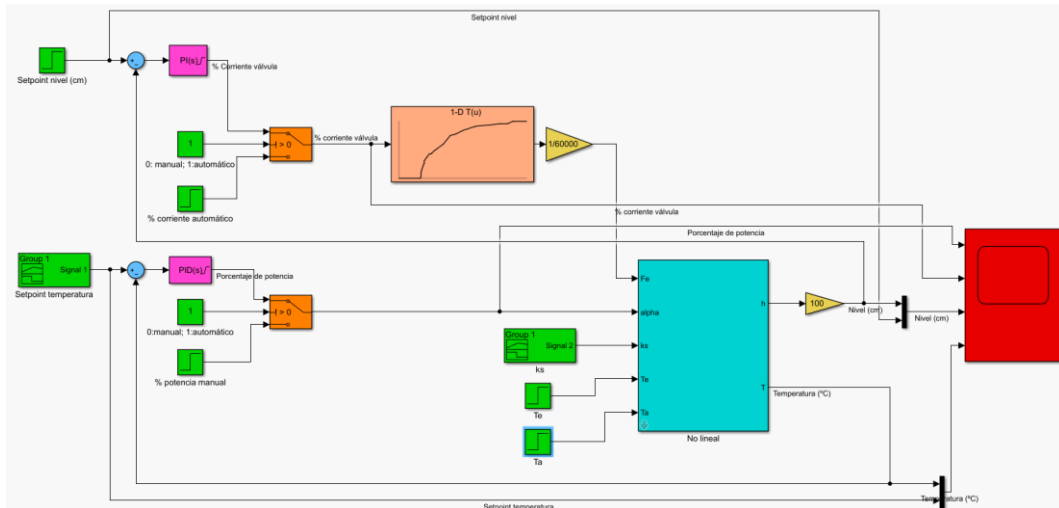 Setpoint nivel
PI(s)
Setpoint nivel (cm)
% Corriente válvula
1-D T(u)
1
> 0
% corriente válvula
1/60000
0: manual; 1:automático
% corriente automático
% corriente válvula
Porcentaje de potencia
Group 1
Signal 1
PID(s)
Porcentaje de potencia
Setpoint temperatura
Fe
h
100
Nivel (cm)
Nivel (cm)
1
> 0
alpha
0:manual; 1:automático
Group 1
Signal 2
ks
ks
% potencia manual
Te
T
Temperatura (ºC)
Te
Ta
No lineal
Ta
Temperatura (ºC)
Setpoint temperatura